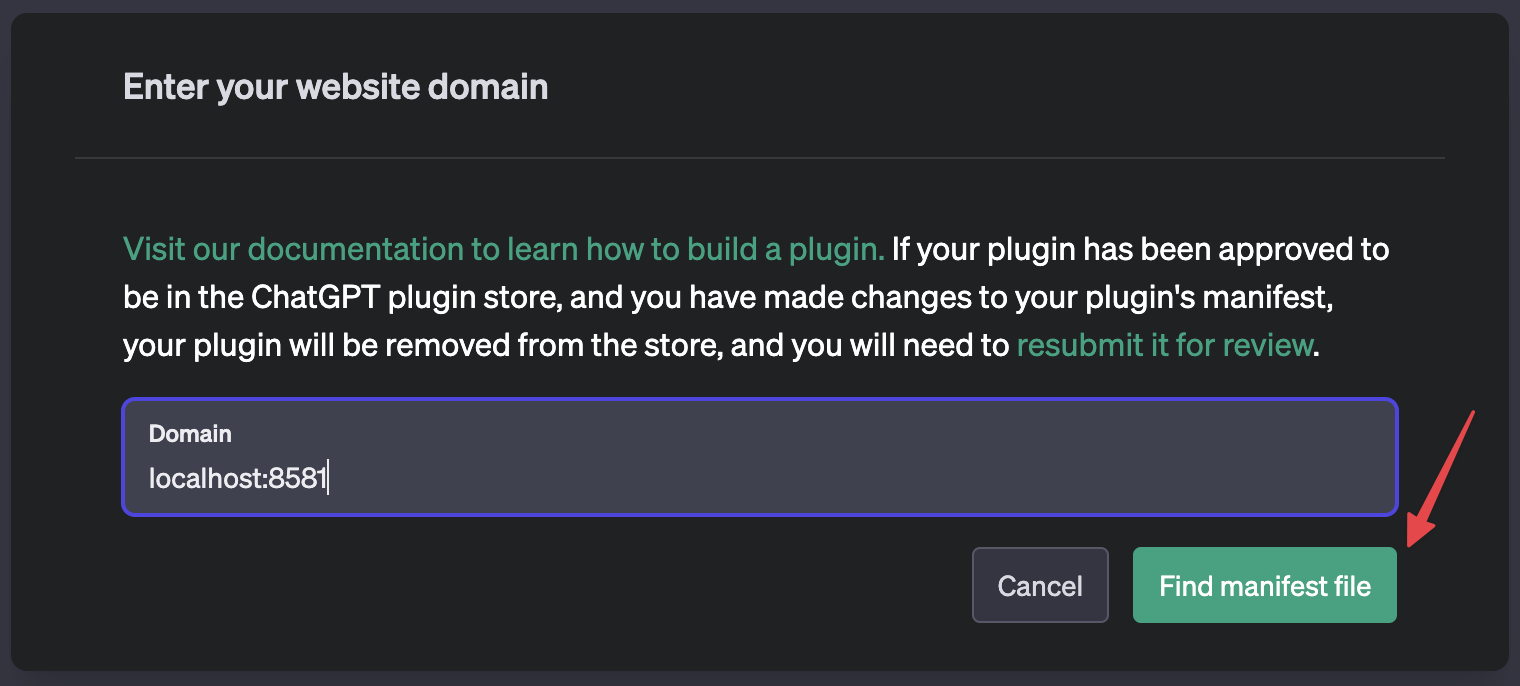 Enter your website domain
Visit our documentation to learn how to build a plugin. If your plugin has been approved to
be in the ChatGPT plugin store, and you have made changes to your plugin's manifest,
your plugin will be removed from the store, and you will need to resubmit it for review.
Domain
localhost:8581
Cancel
Find manifest file